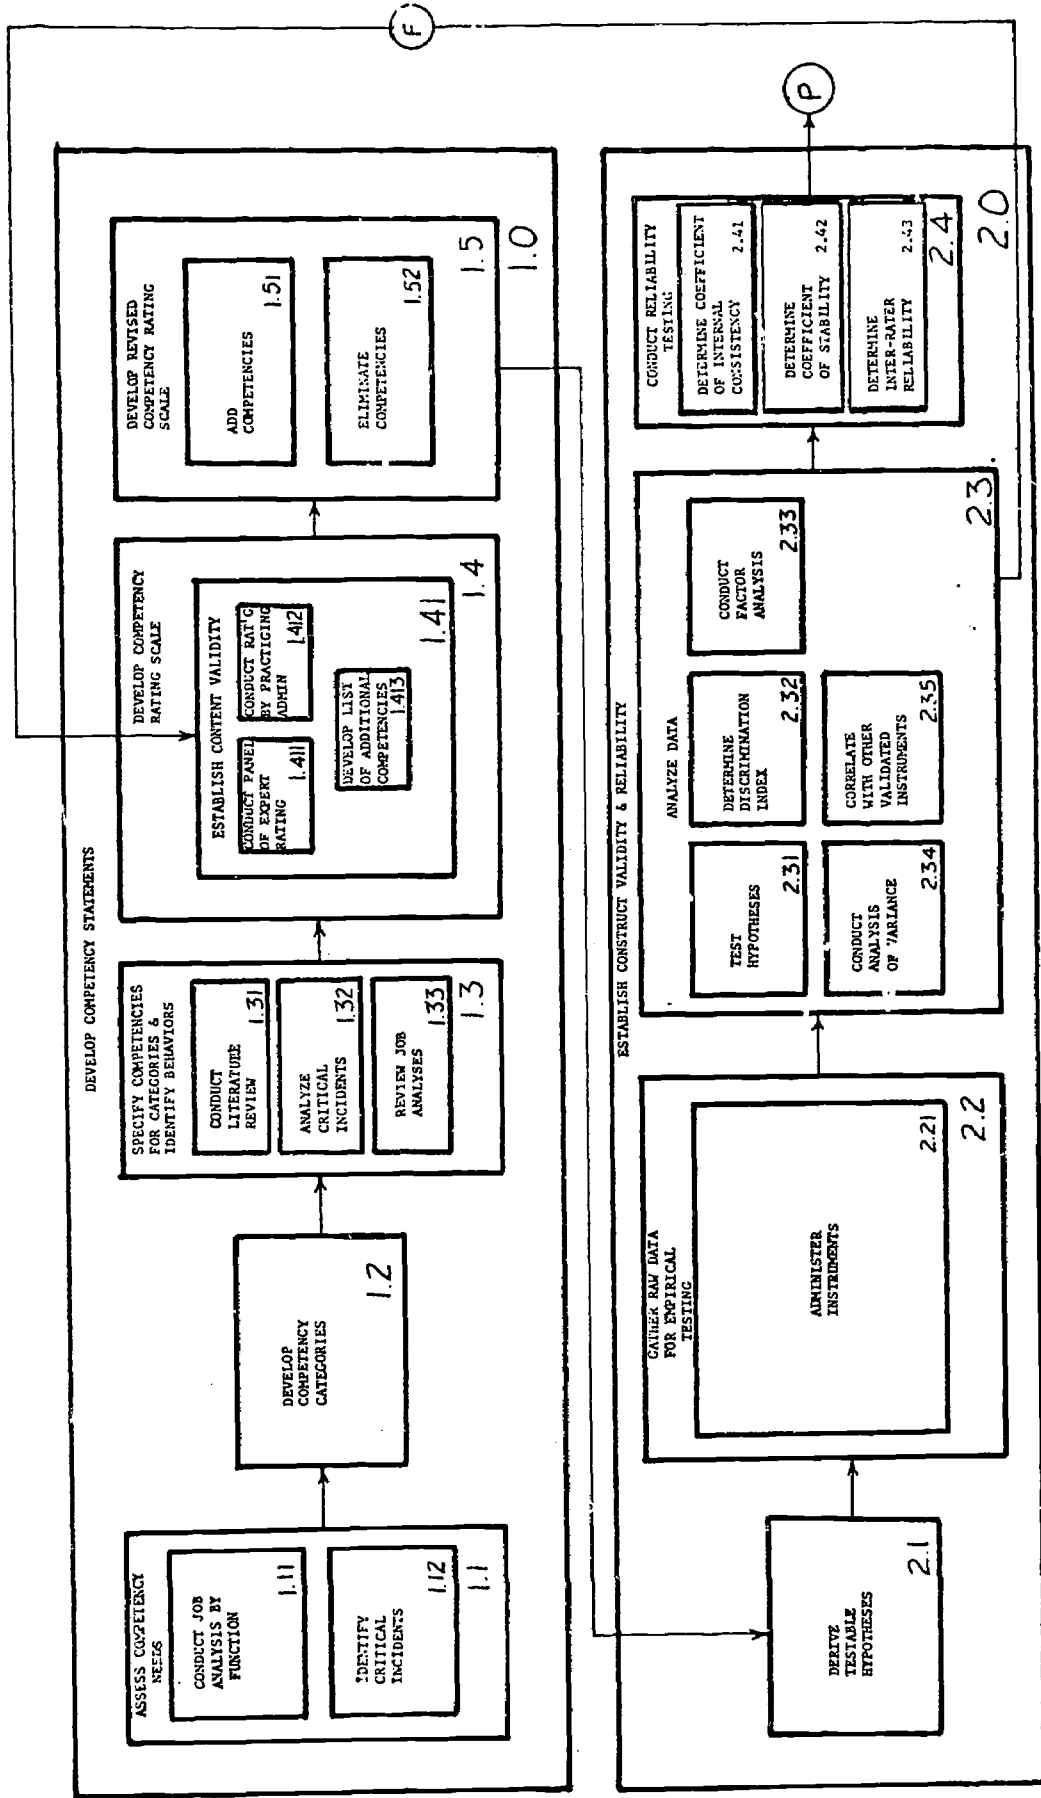 F
DEVELOP COMPETENCY STATEMENTS
ASSESS COMPETENCY
NEEDS
CONDUCT JOB
ANALYSIS BY
FUNCTION
1.11
IDENTIFY
CRITICAL
INCIDENTS
1.12
1.1
DEVELOP
COMPETENCY
CATEGORIES
1.2
SPECIFY COMPETENCIES
FOR CATEGORIES &
IDENTIFY BEHAVIORS
CONDUCT
LITERATURE
REVIEW
1.31
ANALYZE
CRITICAL
INCIDENTS
1.32
REVIEW JOB
ANALYSES
1.33
1.3
DEVELOP COMPETENCY
RATING SCALE
ESTABLISH CONTENT VALIDITY
CONDUCT PANEL
OF EXPERT
RATING
1.411
CONDUCT RAT'G
BY PRACTICING
ADMIN
1.412
DEVELOP LIST
OF ADDITIONAL
COMPETENCIES
1.413
1.41
1.4
DEVELOP REVISED
COMPETENCY RATING
SCALE
ADD
COMPETENCIES
1.51
ELIMINATE
COMPETENCIES
1.52
1.5
1.0
ESTABLISH CONSTRUCT VALIDITY & RELIABILITY
DERIVE
TESTABLE
HYPOTHESES
2.1
GATHER RAW DATA
FOR EMPIRICAL
TESTING
ADMINISTER
INSTRUMENTS
2.21
2.2
ANALYZE DATA
TEST
HYPOTHESES
2.31
DETERMINE
DISCRIMINATION
INDEX
2.32
CONDUCT
FACTOR
ANALYSIS
2.33
CONDUCT
ANALYSIS
OF VARIANCE
2.34
CORRELATE
WITH OTHER
VALIDATED
INSTRUMENTS
2.35
2.3
CONDUCT RELIABILITY
TESTING
DETERMINE COEFFICIENT
OF INTERNAL
CONSISTENCY
2.41
DETERMINE
COEFFICIENT
OF STABILITY
2.42
DETERMINE
INTER-RATER
RELIABILITY
2.43
2.4
2.0
P